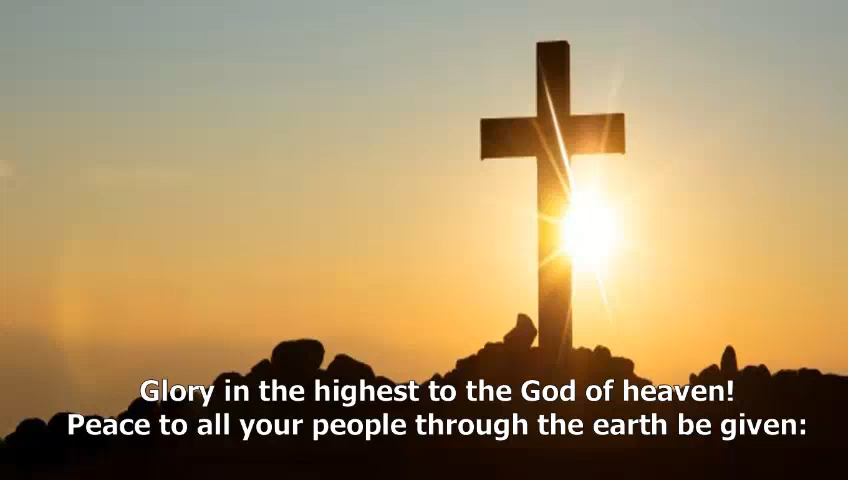 Glory in the highest to the God of heaven!
Peace to all your people through the earth be given: